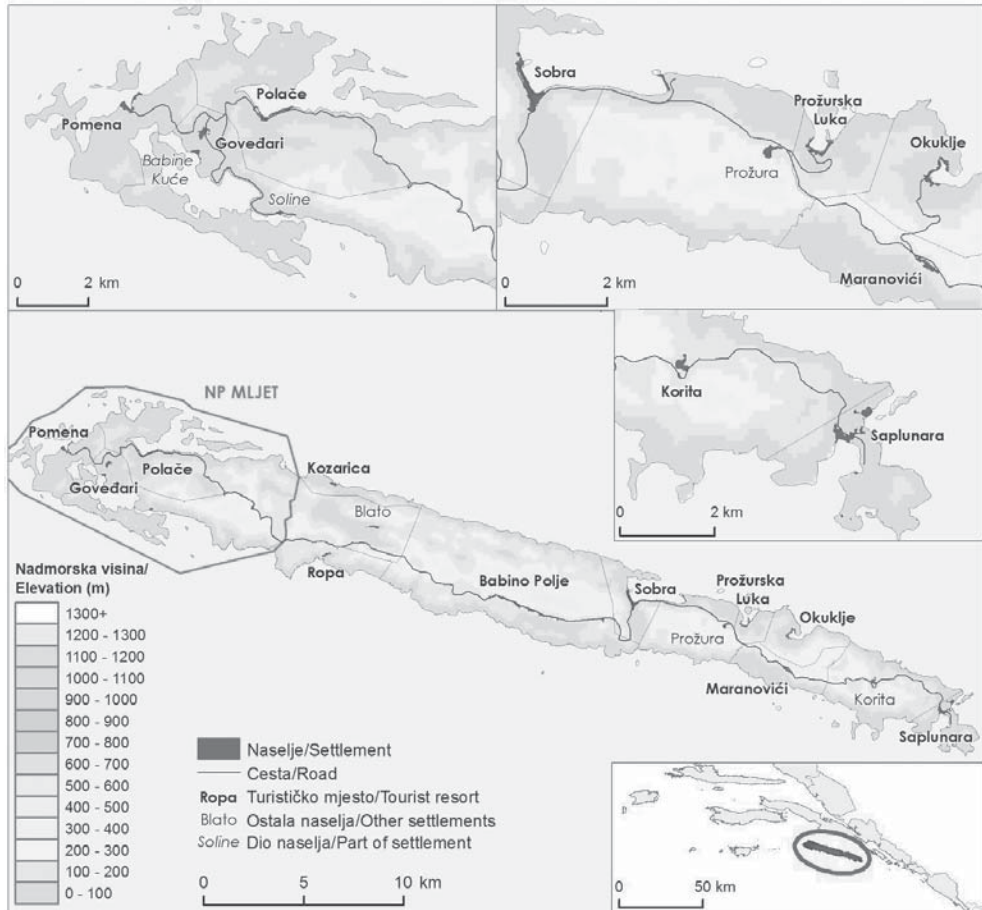 Pomena
Polače
Goveđari
Babine
Kuće
Soline
0 2 km
Sobra
Prožurska
Luka
Okuklje
Prožura
Maranovići
0 2 km
Korita
Saplunara
0 2 km
NP MLJET
Pomena
Polače
Goveđari
Kozarica
Blato
Ropa
Babino Polje
Sobra
Prožurska
Luka
Okuklje
Prožura
Maranovići
Korita
Saplunara
Nadmorska visina/
Elevation (m)
1300+
1200 - 1300
1100 - 1200
1000 - 1100
900 - 1000
800 - 900
700 - 800
600 - 700
500 - 600
400 - 500
300 - 400
200 - 300
100 - 200
0 - 100
Naselje/Settlement
Cesta/Road
Ropa Turističko mjesto/Tourist resort
Blato Ostala naselja/Other settlements
Soline Dio naselja/Part of settlement
0 5 10 km
0 50 km